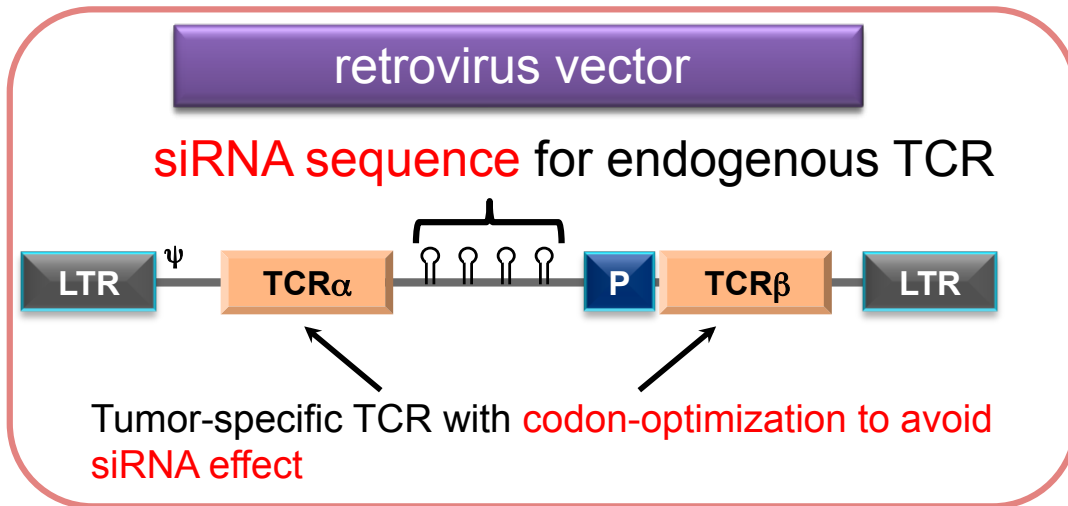 retrovirus vector
siRNA sequence for endogenous TCR
ψ
LTR TCRα P TCRβ LTR
Tumor-specific TCR with codon-optimization to avoid
siRNA effect